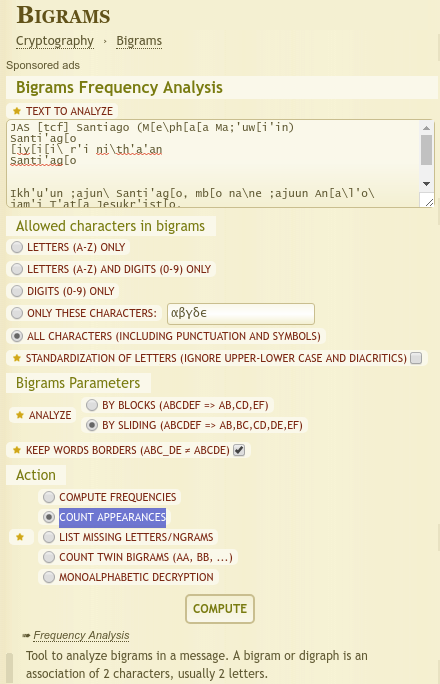 BIGRAMS
Cryptography › Bigrams
Sponsored ads
Bigrams Frequency Analysis
★ TEXT TO ANALYZE
JAS [tcf] Santiago (M[e\ph[a[a Ma;'uw[i'in)
Santi'ag[o
[iy[i[i\ r'i ni\th'a'an
Santi'ag[o
Ikh'u'un ;ajun\ Santi'ag[o, mb[o na\ne ;ajuun An[a\l'o\
jam'i T'at[a Jesukr'ist[o.
Allowed characters in bigrams
LETTERS (A-Z) ONLY
LETTERS (A-Z) AND DIGITS (0-9) ONLY
DIGITS (0-9) ONLY
ONLY THESE CHARACTERS: αβγδϵ
ALL CHARACTERS (INCLUDING PUNCTUATION AND SYMBOLS)
★ STANDARDIZATION OF LETTERS (IGNORE UPPER-LOWER CASE AND DIACRITICS)
Bigrams Parameters
★ ANALYZE
BY BLOCKS (ABCDEF => AB,CD,EF)
BY SLIDING (ABCDEF => AB,BC,CD,DE,EF)
★ KEEP WORDS BORDERS (ABC_DE ≠ ABCDE)
Action
★
COMPUTE FREQUENCIES
COUNT APPEARANCES
LIST MISSING LETTERS/NGRAMS
COUNT TWIN BIGRAMS (AA, BB, ...)
MONOALPHABETIC DECRYPTION
COMPUTE
➠ Frequency Analysis
Tool to analyze bigrams in a message. A bigram or digraph is an
association of 2 characters, usually 2 letters.